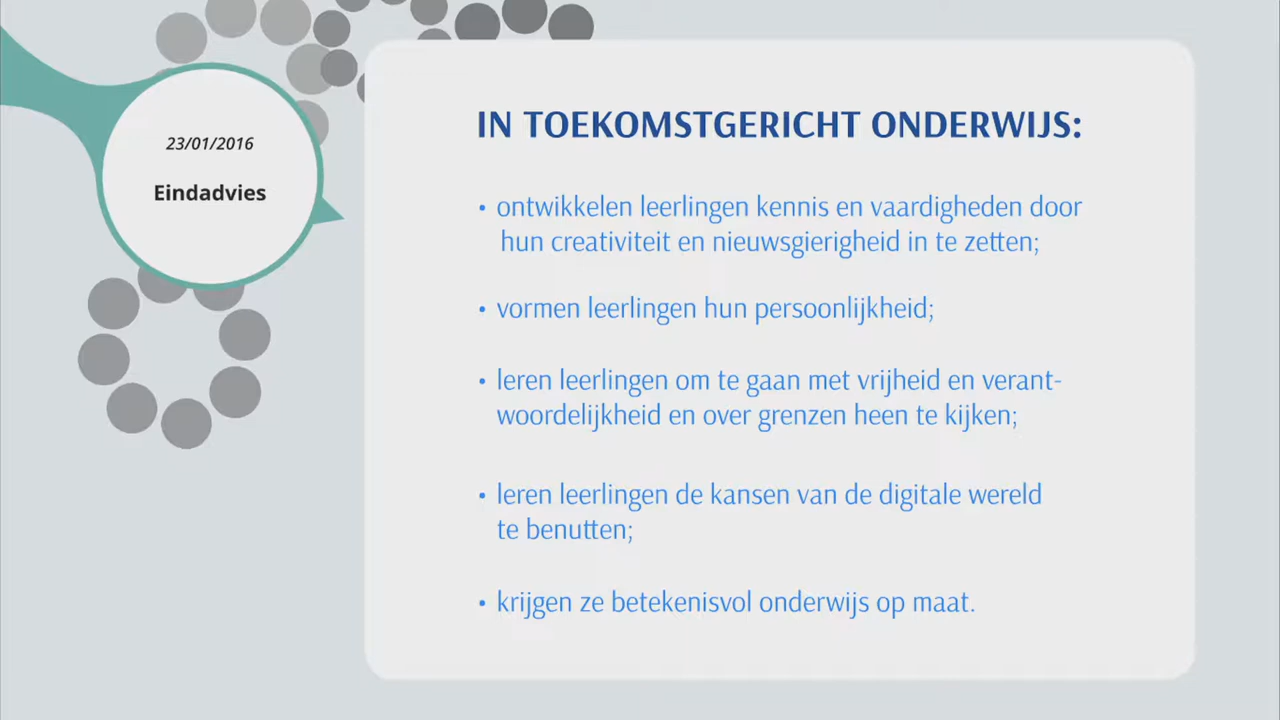 23/01/2016
Eindadvies
IN TOEKOMSTGERICHT ONDERWIJS:
• ontwikkelen leerlingen kennis en vaardigheden door
hun creativiteit en nieuwsgierigheid in te zetten;
• vormen leerlingen hun persoonlijkheid;
• leren leerlingen om te gaan met vrijheid en verant-
woordelijkheid en over grenzen heen te kijken;
• leren leerlingen de kansen van de digitale wereld
te benutten;
• krijgen ze betekenisvol onderwijs op maat.